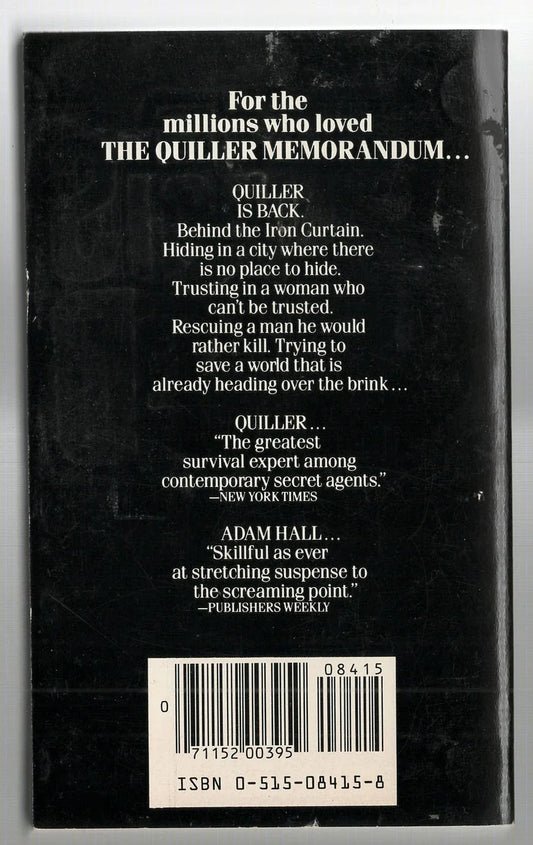 For the
millions who loved
THE QUILLER MEMORANDUM...
QUILLER
IS BACK.
Behind the Iron Curtain.
Hiding in a city where there
is no place to hide.
Trusting in a woman who
can't be trusted.
Rescuing a man he would
rather kill. Trying to
save a world that is
already heading over the brink...
QUILLER...
“The greatest
survival expert among
contemporary secret agents.”
—NEW YORK TIMES
ADAM HALL...
“Skillful as ever
at stretching suspense to
the screaming point.”
—PUBLISHERS WEEKLY
08415
0
71152 00395
ISBN 0-515-08415-8